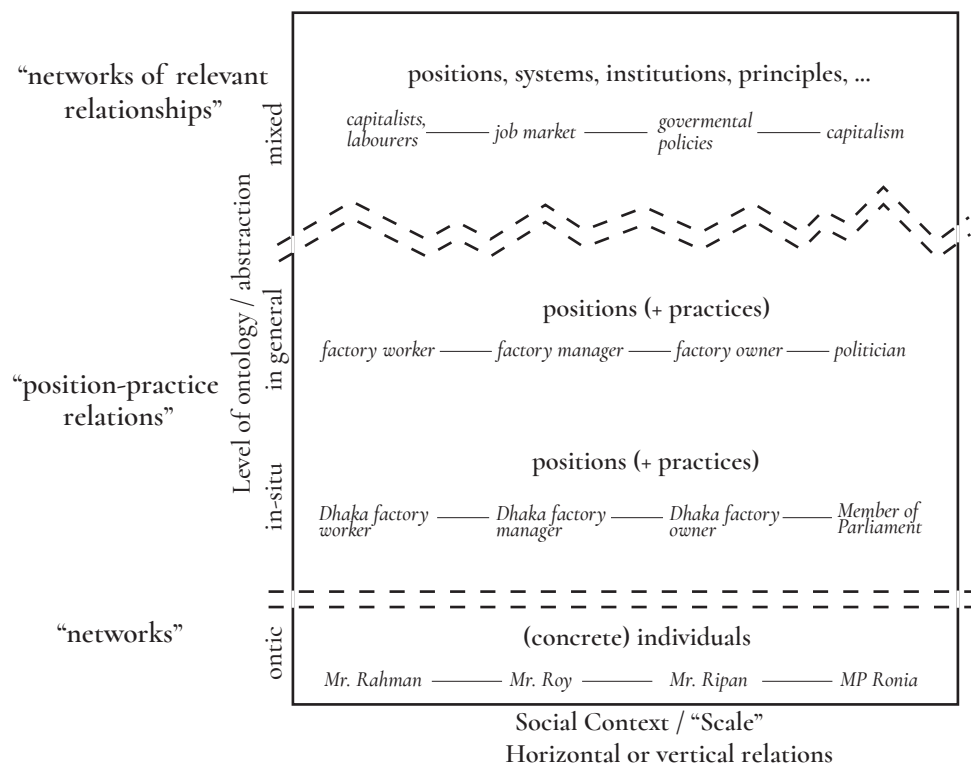 “networks of relevant
relationships”
positions, systems, institutions, principles, ...
capitalists,
labourers
job market
govermental
policies
capitalism
mixed
Level of ontology / abstraction
“position-practice
relations”
in general
positions (+ practices)
factory worker
factory manager
factory owner
politician
in-situ
positions (+ practices)
Dhaka factory
worker
Dhaka factory
manager
Dhaka factory
owner
Member of
Parliament
“networks”
ontic
(concrete) individuals
Mr. Rahman
Mr. Roy
Mr. Ripan
MP Ronia
Social Context / “Scale”
Horizontal or vertical relations